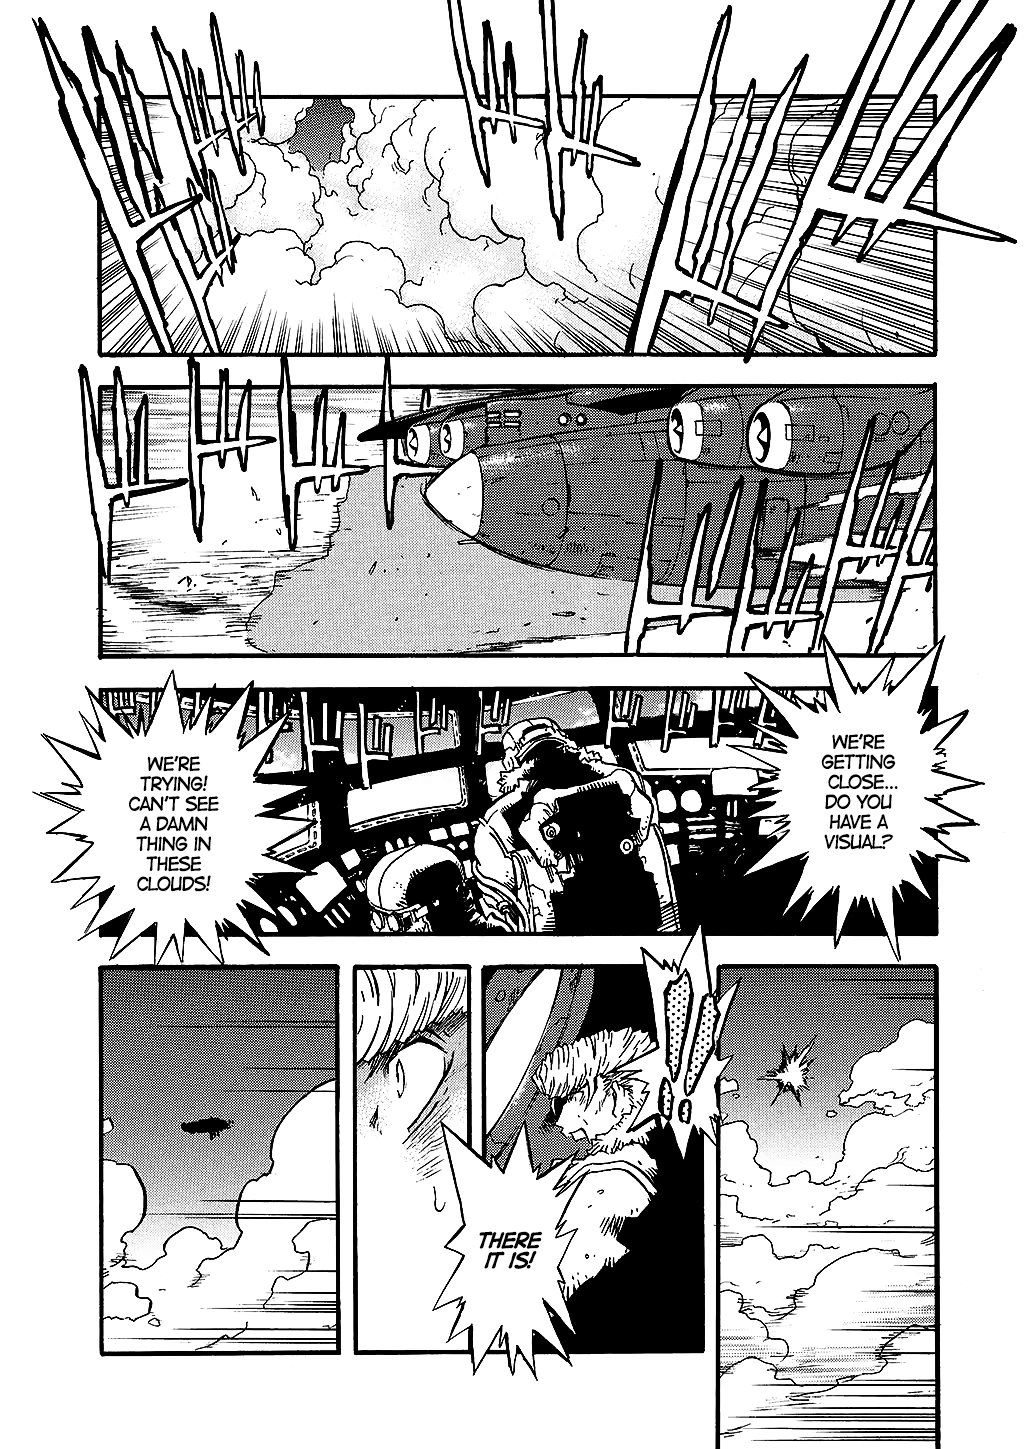 WE'RE
GETTING
CLOSE...
DO YOU
HAVE A
VISUAL?
WE'RE
TRYING!
CAN'T SEE
A DAMN
THING IN
THESE
CLOUDS!
!!
THERE
IT IS!